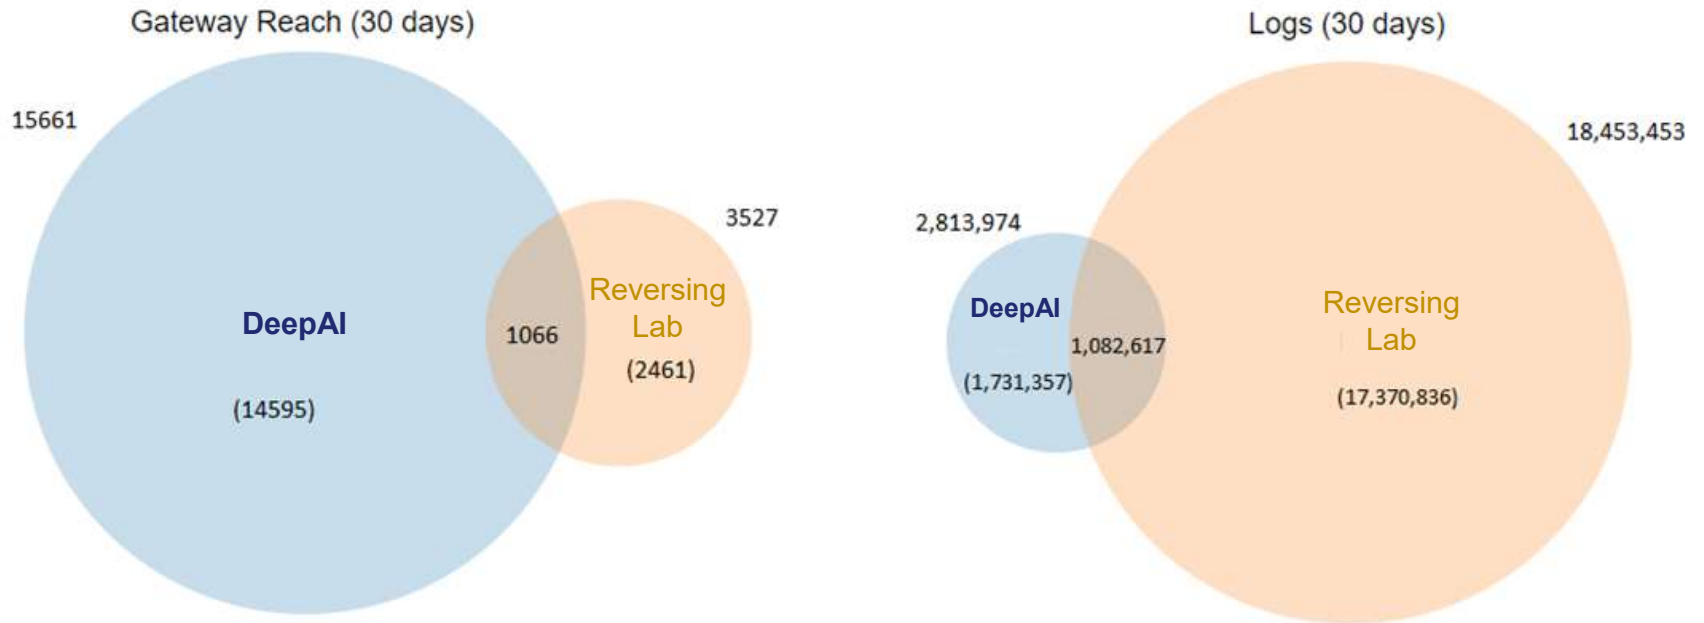 Gateway Reach (30 days)
15661
3527
DeepAI
1066
Reversing
Lab
(2461)
(14595)
Logs (30 days)
18,453,453
2,813,974
DeepAI
1,082,617
(1,731,357)
Reversing
Lab
(17,370,836)